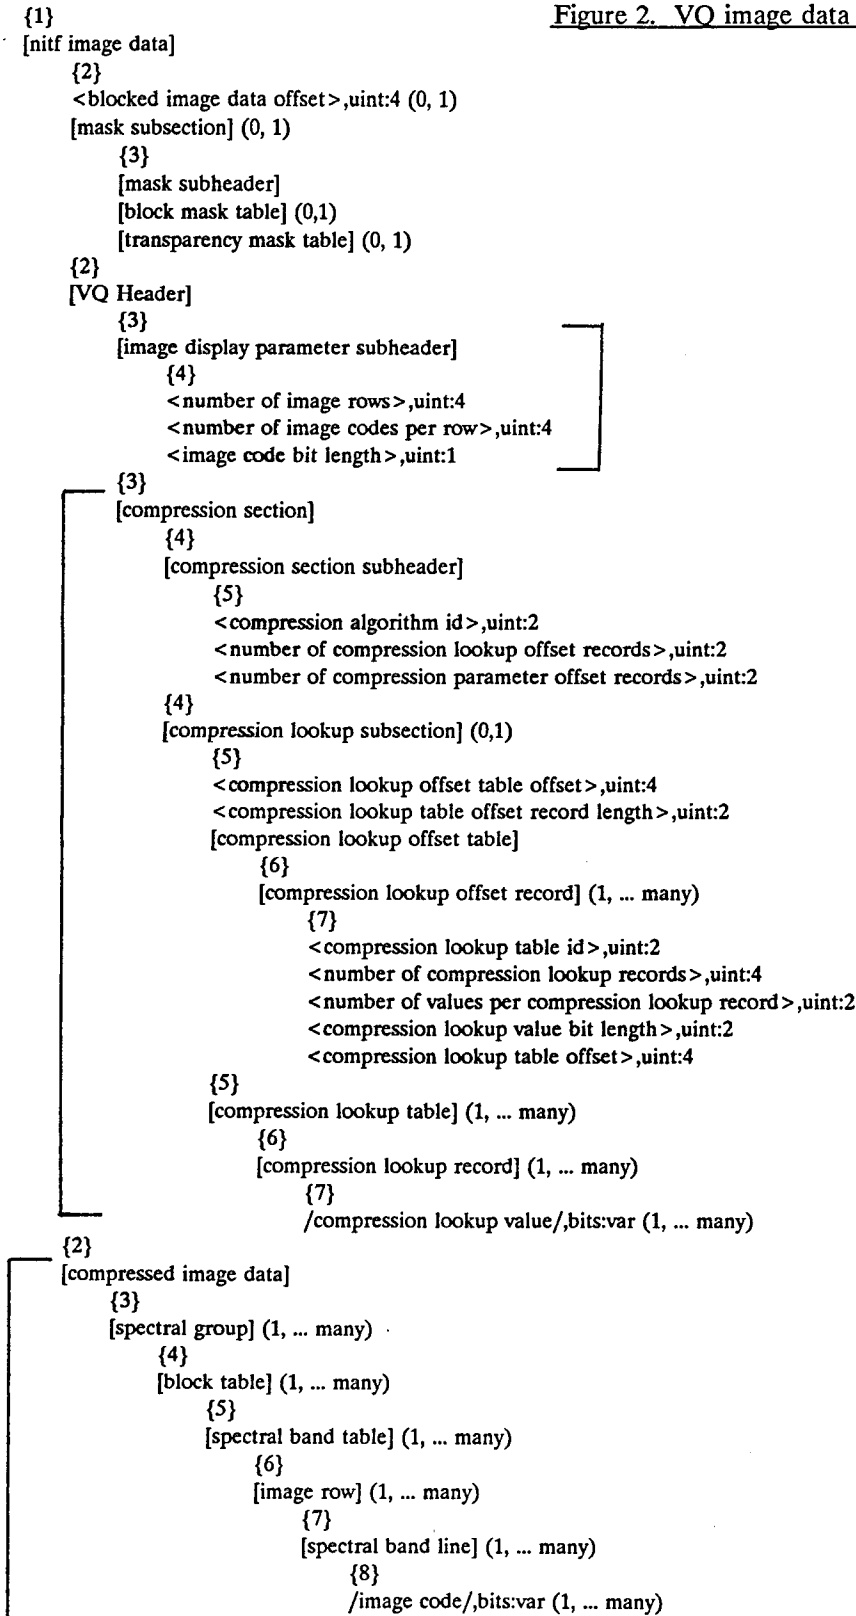 {1}
Figure 2. VQ image data
[nitf image data]
{2}
<blocked image data offset>,uint:4 (0, 1)
[mask subsection] (0, 1)
{3}
[mask subheader]
[block mask table] (0,1)
[transparency mask table] (0, 1)
{2}
[VQ Header]
{3}
[image display parameter subheader]
{4}
<number of image rows>,uint:4
<number of image codes per row>,uint:4
<image code bit length>,uint:1
{3}
[compression section]
{4}
[compression section subheader]
{5}
<compression algorithm id>,uint:2
<number of compression lookup offset records>,uint:2
<number of compression parameter offset records>,uint:2
{4}
[compression lookup subsection] (0,1)
{5}
<compression lookup offset table offset>,uint:4
<compression lookup table offset record length>,uint:2
[compression lookup offset table]
{6}
[compression lookup offset record] (1, ... many)
{7}
<compression lookup table id>,uint:2
<number of compression lookup records>,uint:4
<number of values per compression lookup record>,uint:2
<compression lookup value bit length>,uint:2
<compression lookup table offset>,uint:4
{5}
[compression lookup table] (1, ... many)
{6}
[compression lookup record] (1, ... many)
{7}
/compression lookup value/,bits:var (1, ... many)
{2}
[compressed image data]
{3}
[spectral group] (1, ... many)
{4}
[block table] (1, ... many)
{5}
[spectral band table] (1, ... many)
{6}
[image row] (1, ... many)
{7}
[spectral band line] (1, ... many)
{8}
/image code/,bits:var (1, ... many)